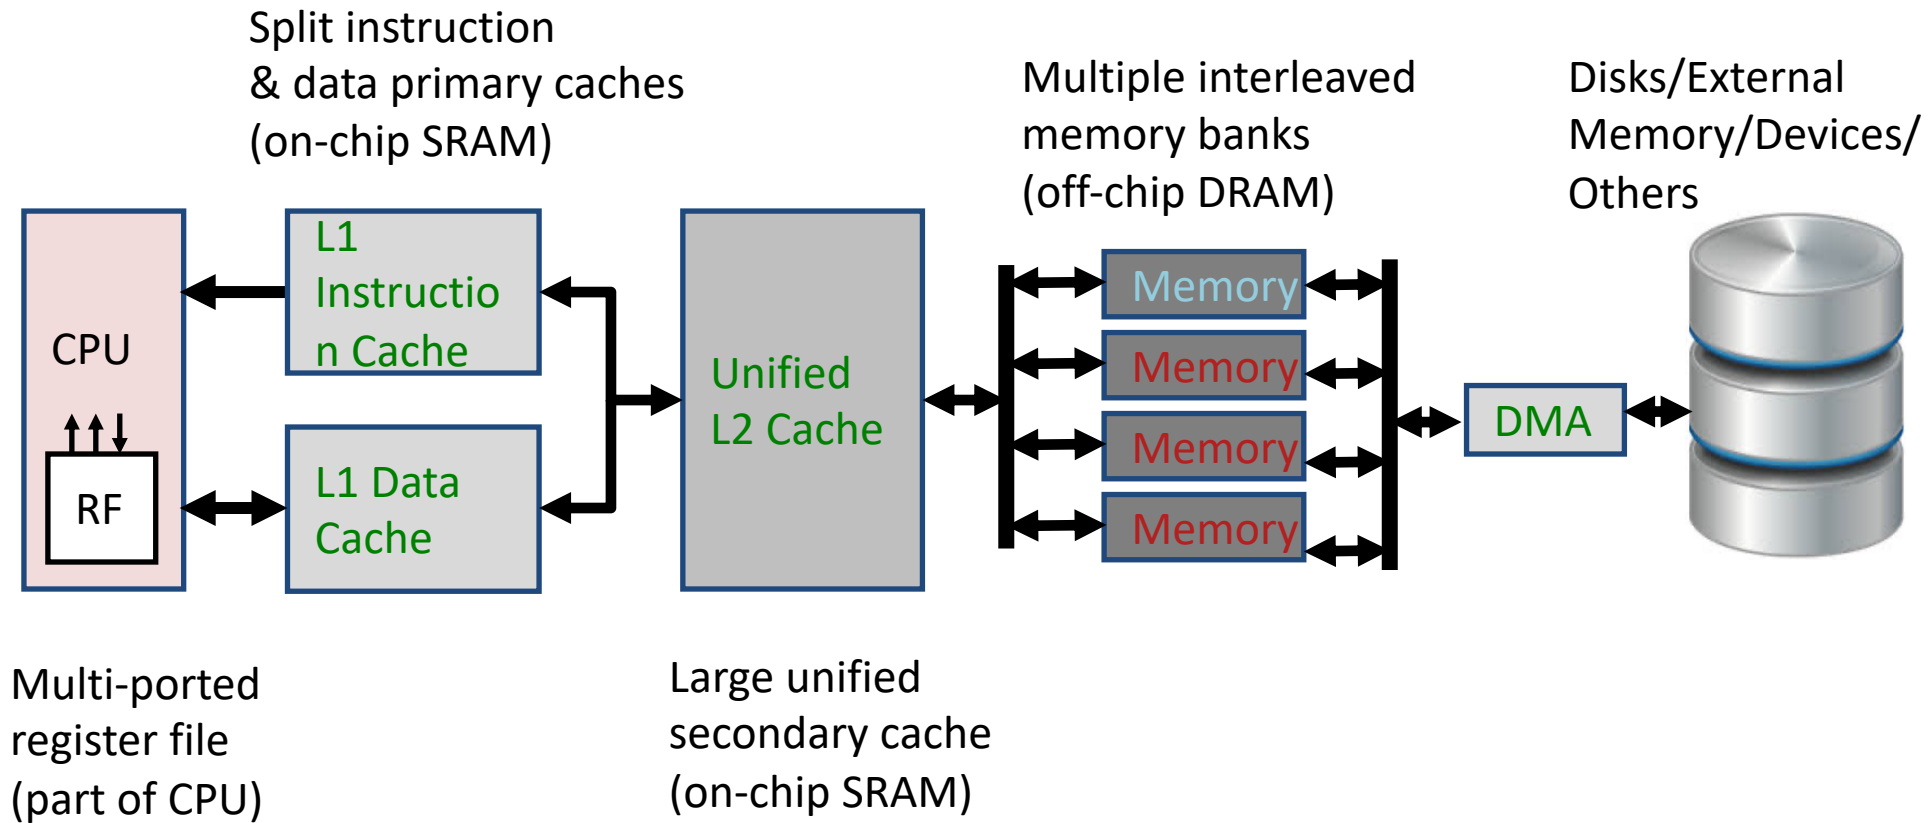 Split instruction
& data primary caches
(on-chip SRAM)
Multiple interleaved
memory banks
(off-chip DRAM)
Disks/External
Memory/Devices/
Others
CPU
RF
L1
Instructio
n Cache
L1 Data
Cache
Unified
L2 Cache
Memory
Memory
Memory
Memory
DMA
Multi-ported
register file
(part of CPU)
Large unified
secondary cache
(on-chip SRAM)